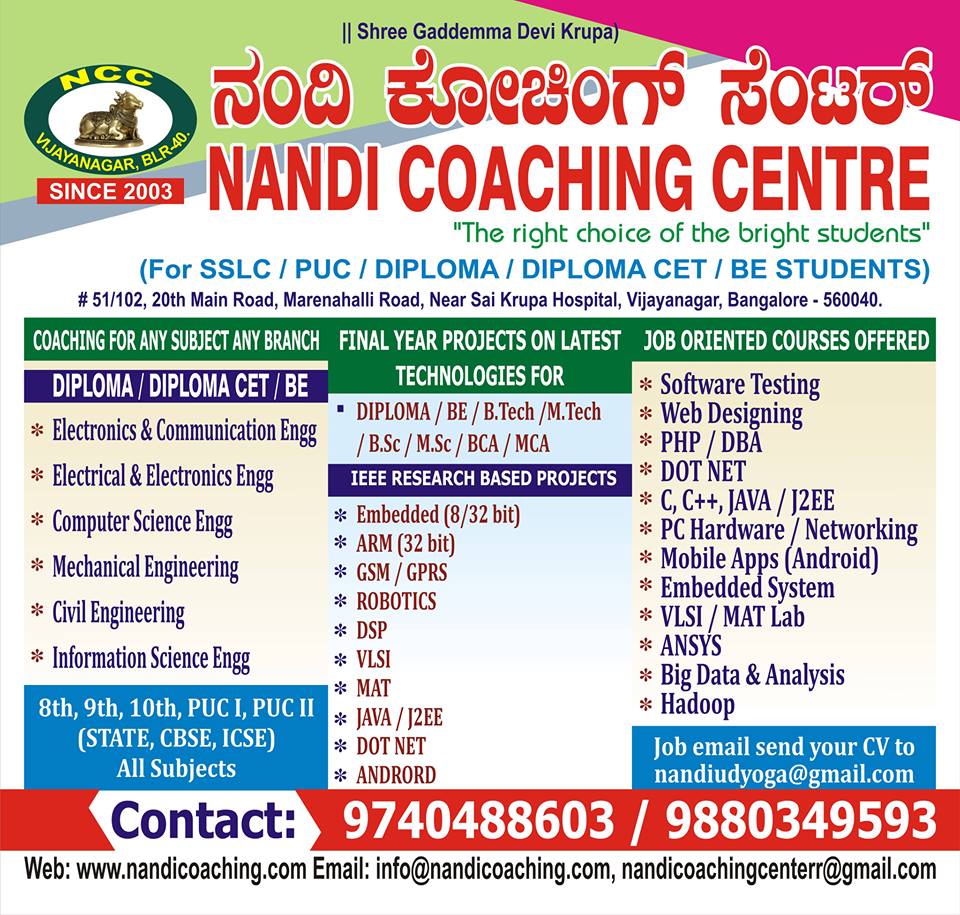 || Shree Gaddemma Devi Krupa)
NCC
VIJAYANAGAR, BLR-40.
SINCE 2003
ನಂದಿ ಕೋಚಿಂಗ್ ಸೆಂಟರ್
NANDI COACHING CENTRE
"The right choice of the bright students"
(For SSLC / PUC / DIPLOMA / DIPLOMA CET / BE STUDENTS)
# 51/102, 20th Main Road, Marenahalli Road, Near Sai Krupa Hospital, Vijayanagar, Bangalore - 560040.
COACHING FOR ANY SUBJECT ANY BRANCH
DIPLOMA / DIPLOMA CET / BE
* Electronics & Communication Engg
* Electrical & Electronics Engg
* Computer Science Engg
* Mechanical Engineering
* Civil Engineering
* Information Science Engg
8th, 9th, 10th, PUC I, PUC II
(STATE, CBSE, ICSE)
All Subjects
FINAL YEAR PROJECTS ON LATEST
TECHNOLOGIES FOR
▪ DIPLOMA / BE / B.Tech /M.Tech
/ B.Sc / M.Sc / BCA / MCA
IEEE RESEARCH BASED PROJECTS
* Embedded (8/32 bit)
* ARM (32 bit)
* GSM / GPRS
* ROBOTICS
* DSP
* VLSI
* MAT
* JAVA / J2EE
* DOT NET
* ANDRORD
JOB ORIENTED COURSES OFFERED
* Software Testing
* Web Designing
* PHP / DBA
* DOT NET
* C, C++, JAVA / J2EE
* PC Hardware / Networking
* Mobile Apps (Android)
* Embedded System
* VLSI / MAT Lab
* ANSYS
* Big Data & Analysis
* Hadoop
Job email send your CV to
nandiudyoga@gmail.com
Contact: 9740488603 / 9880349593
Web: www.nandicoaching.com Email: info@nandicoaching.com, nandicoachingcenterr@gmail.com